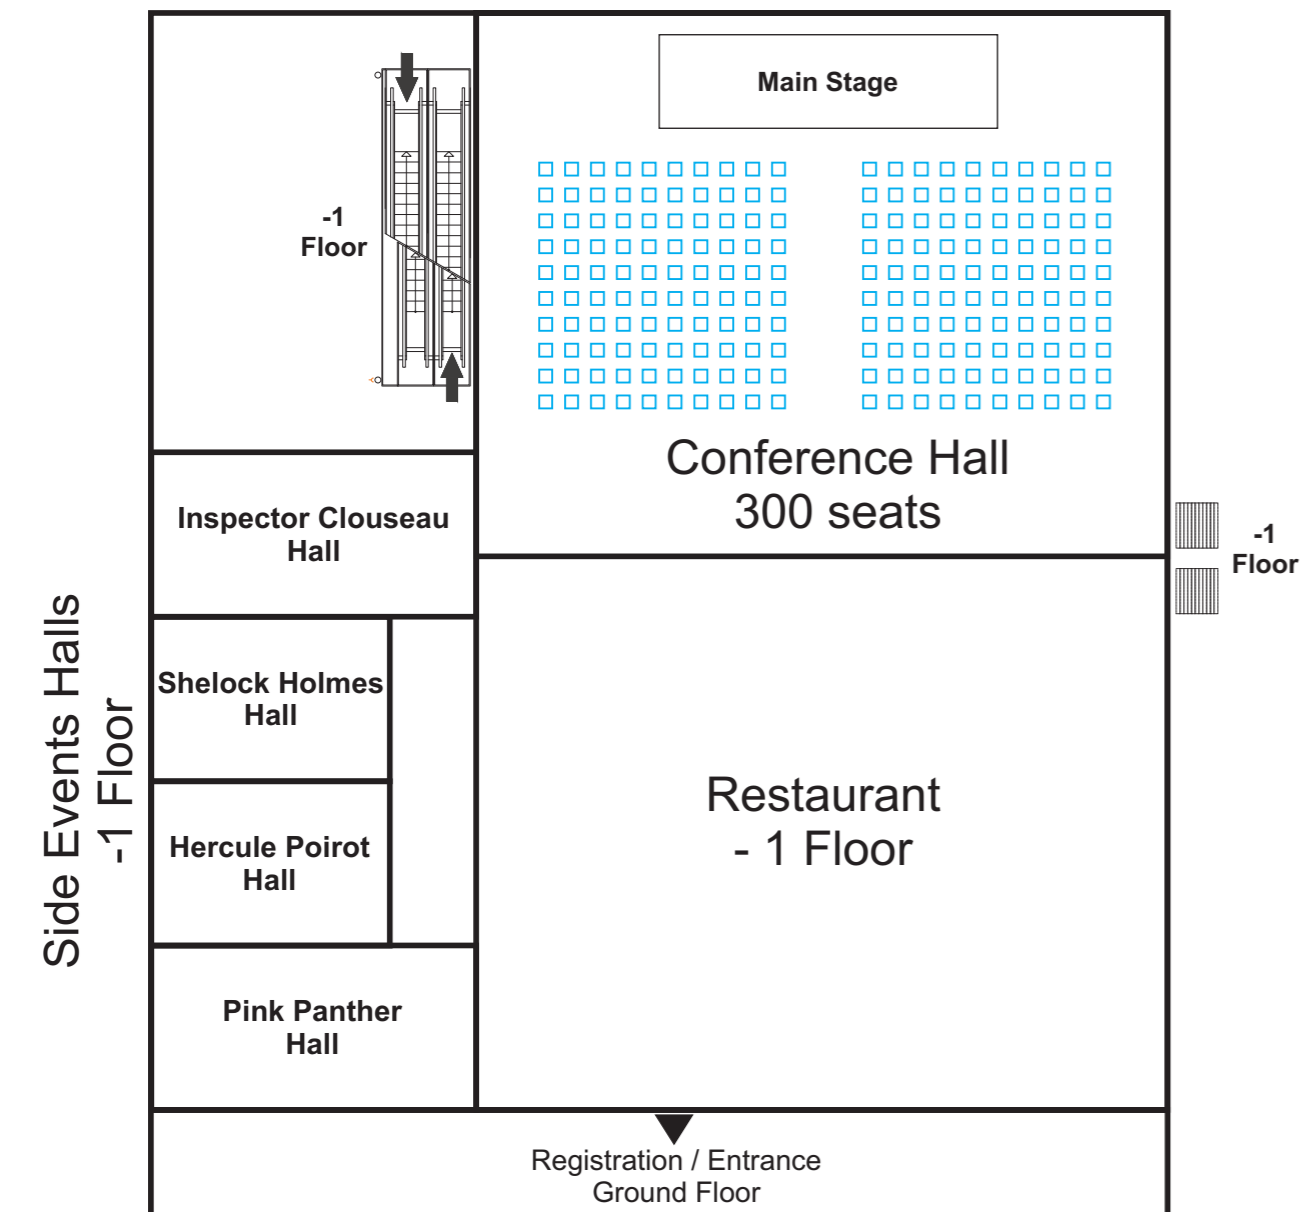 Main Stage
-1
Floor
Conference Hall
300 seats
Inspector Clouseau
Hall
-1
Floor
Side Events Halls
-1 Floor
Shelock Holmes
Hall
Restaurant
- 1 Floor
Hercule Poirot
Hall
Pink Panther
Hall
Registration / Entrance
Ground Floor